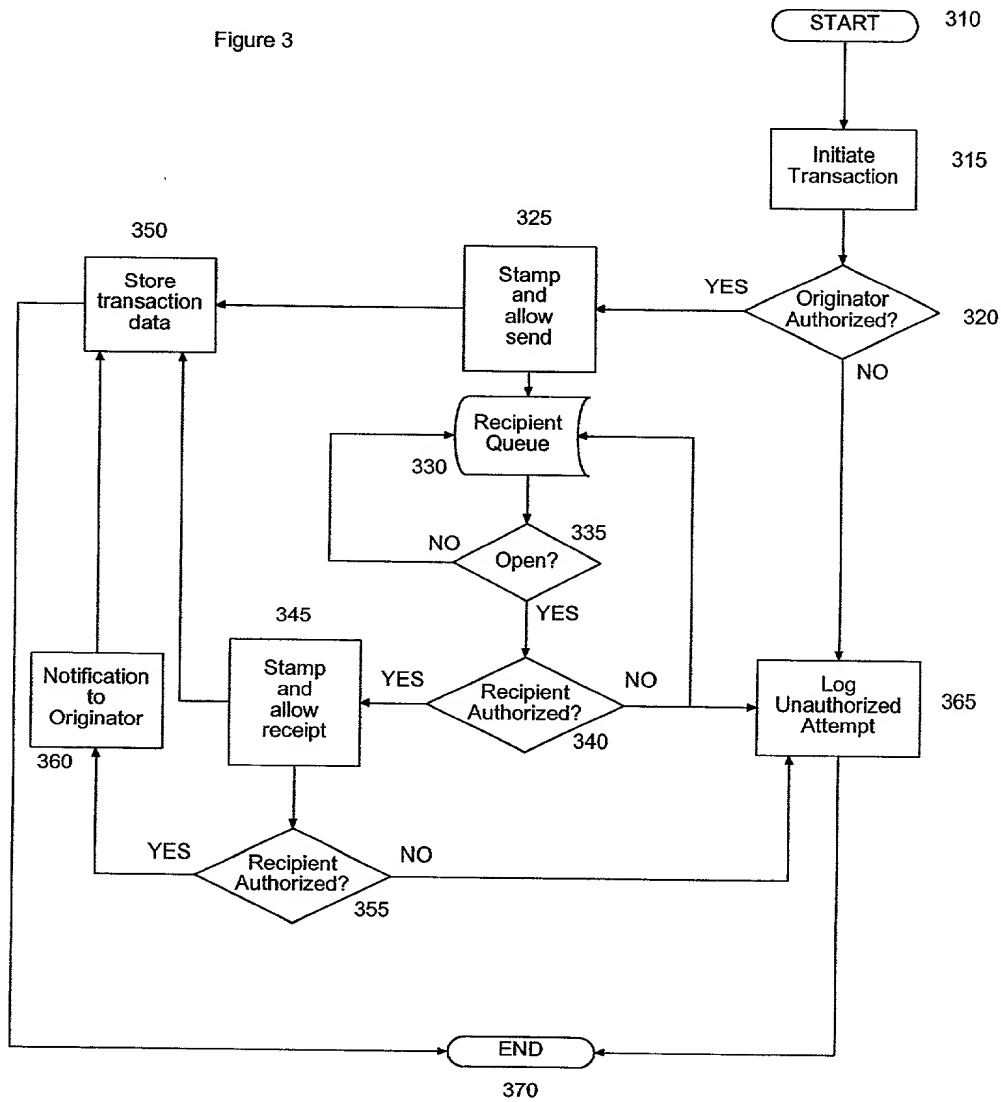 START
310
Figure 3
Initiate
Transaction
315
325
350
Stamp
and
allow
send
Store
transaction
data
YES
Originator
Authorized?
320
NO
Recipient
Queue
330
335
NO
Open?
YES
345
Stamp
and
allow
receipt
YES
Recipient
Authorized?
NO
340
Notification
to
Originator
360
Log
Unauthorized
Attempt
365
YES
Recipient
Authorized?
NO
355
END
370